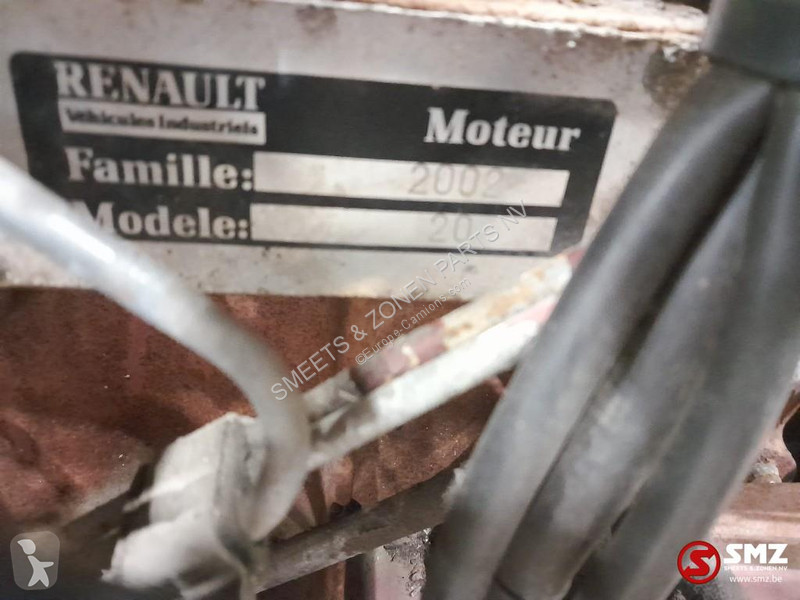 RENAULT
Véhicules Industriels
Moteur
Famille: 2002
Modele: 20
SMEETS & ZONEN PARTS NV
©Europe-Camions.com
SMZ
SMEETS & ZONEN NV
www.smz.be